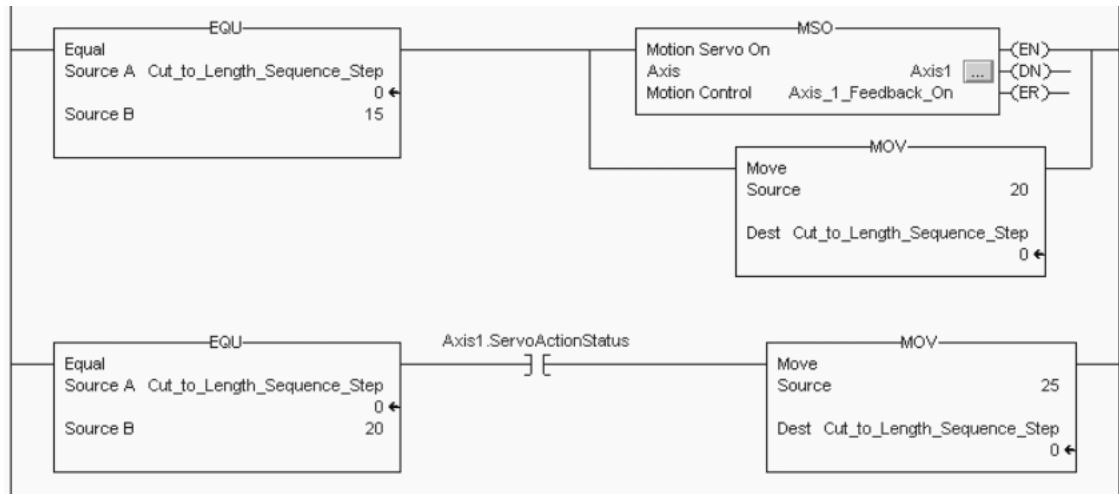 EQU
Equal
Source A Cut_to_Length_Sequence_Step
0
Source B 15
MSO
Motion Servo On
Axis Axis1 ...
Motion Control Axis_1_Feedback_On
EN
DN
ER
MOV
Move
Source 20
Dest Cut_to_Length_Sequence_Step
0
EQU
Equal
Source A Cut_to_Length_Sequence_Step
0
Source B 20
Axis1.ServoActionStatus
MOV
Move
Source 25
Dest Cut_to_Length_Sequence_Step
0